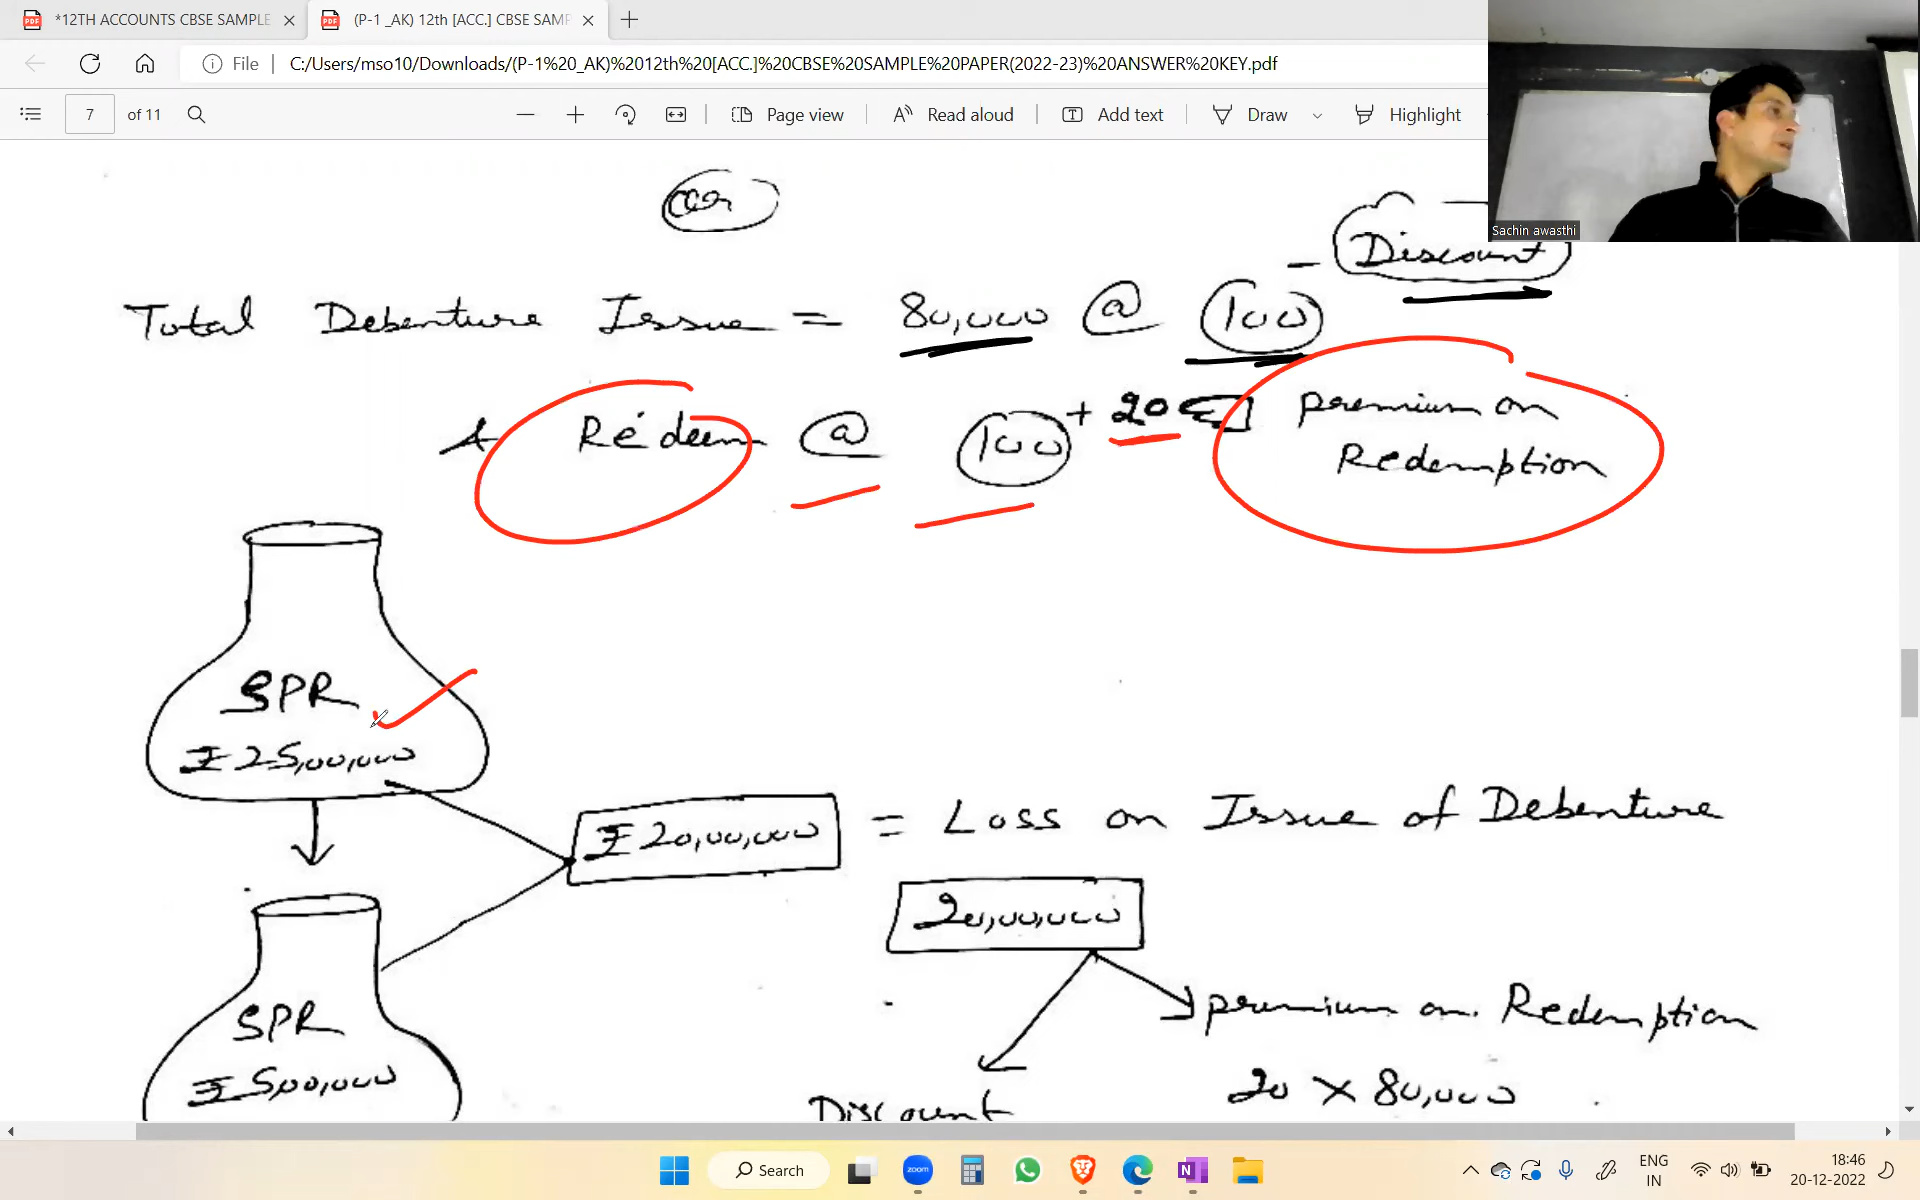 *12TH ACCOUNTS CBSE SAMPLE
(P-1 _AK) 12th [ACC.] CBSE SAM
File
C:/Users/mso10/Downloads/(P-1%20_AK)%2012th%20[ACC.]%20CBSE%20SAMPLE%20PAPER(2022-23)%20ANSWER%20KEY.pdf
7 of 11
Page view
Read aloud
Add text
Draw
Highlight
Sachin awasthi
- Discount
Total Debenture Issue = 80,000 @ 100
Redeem @ 100 + 20 premium on
Redemption
SPR
₹25,00,000
₹20,00,000 = Loss on Issue of Debenture
20,00,000
SPR
₹500,000
premium on. Redemption
20 × 80,000
Discount
Search
zoom
ENG
IN
18:46
20-12-2022